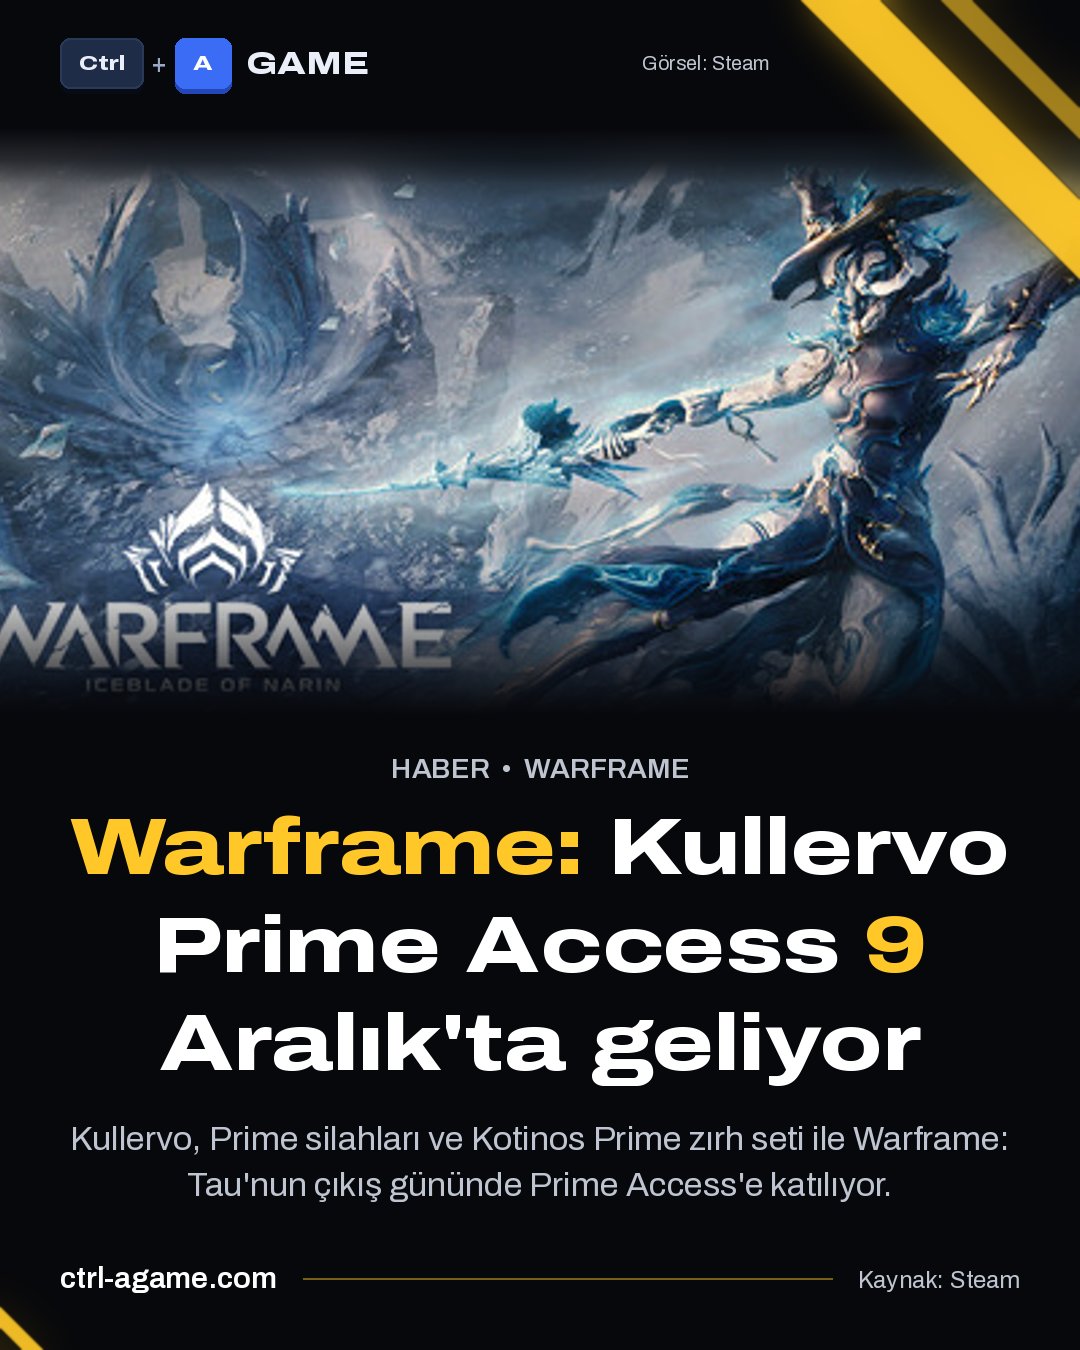 Ctrl + A GAME
Görsel: Steam
WARFRAME
ICEBLADE OF NARIN
HABER • WARFRAME
Warframe: Kullervo
Prime Access 9
Aralık'ta geliyor
Kullervo, Prime silahları ve Kotinos Prime zırh seti ile Warframe:
Tau'nun çıkış gününde Prime Access'e katılıyor.
ctrl-agame.com
Kaynak: Steam